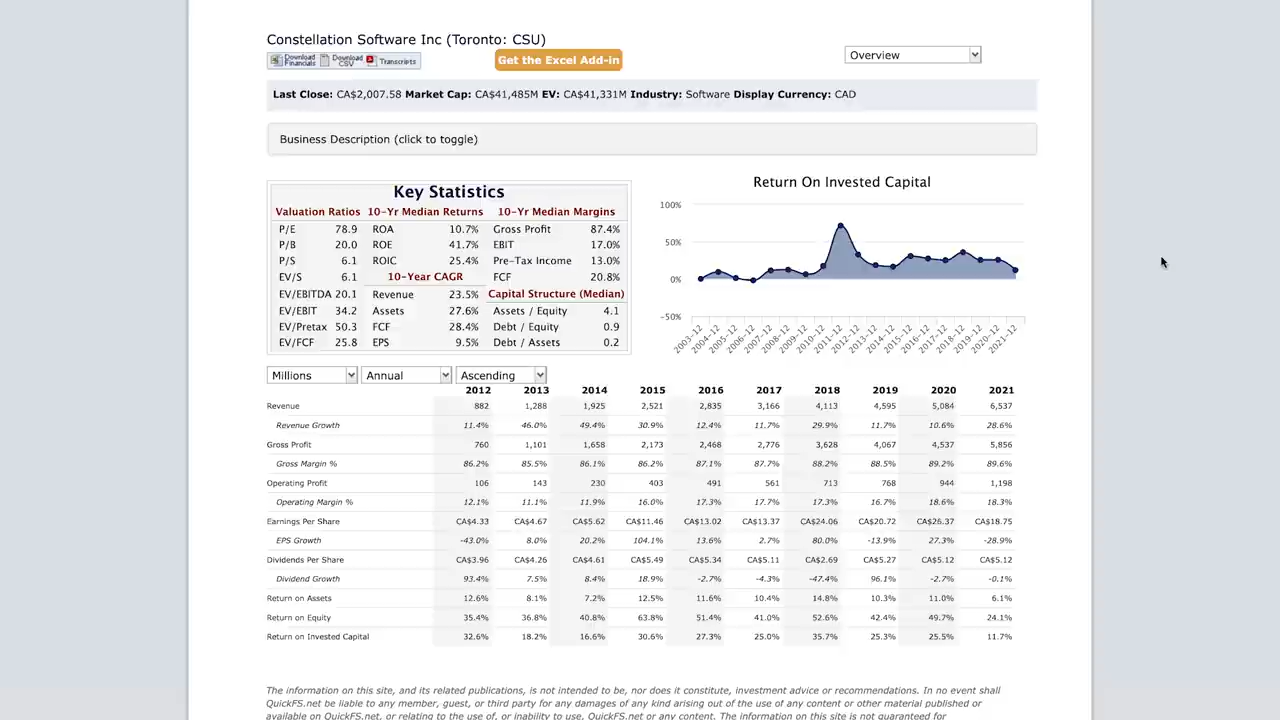 Constellation Software Inc (Toronto: CSU)
Download Financials Download CSV Transcripts
Get the Excel Add-in
Overview
Last Close: CA$2,007.58 Market Cap: CA$41,485M EV: CA$41,331M Industry: Software Display Currency: CAD
Business Description (click to toggle)
Key Statistics
Valuation Ratios 10-Yr Median Returns 10-Yr Median Margins
P/E 78.9 ROA 10.7% Gross Profit 87.4%
P/B 20.0 ROE 41.7% EBIT 17.0%
P/S 6.1 ROIC 25.4% Pre-Tax Income 13.0%
EV/S 6.1 10-Year CAGR FCF 20.8%
EV/EBITDA 20.1 Revenue 23.5% Capital Structure (Median)
EV/EBIT 34.2 Assets 27.6% Assets / Equity 4.1
EV/Pretax 50.3 FCF 28.4% Debt / Equity 0.9
EV/FCF 25.8 EPS 9.5% Debt / Assets 0.2
Return On Invested Capital
100%
50%
0%
-50%
2003-12 2004-12 2005-12 2006-12 2007-12 2008-12 2009-12 2010-12 2011-12 2012-12 2013-12 2014-12 2015-12 2016-12 2017-12 2018-12 2019-12 2020-12 2021-12
Millions Annual Ascending
2012 2013 2014 2015 2016 2017 2018 2019 2020 2021
Revenue 882 1,288 1,925 2,521 2,835 3,166 4,113 4,595 5,084 6,537
Revenue Growth 11.4% 46.0% 49.4% 30.9% 12.4% 11.7% 29.9% 11.7% 10.6% 28.6%
Gross Profit 760 1,101 1,658 2,173 2,468 2,776 3,628 4,067 4,537 5,856
Gross Margin % 86.2% 85.5% 86.1% 86.2% 87.1% 87.7% 88.2% 88.5% 89.2% 89.6%
Operating Profit 106 143 230 403 491 561 713 768 944 1,198
Operating Margin % 12.1% 11.1% 11.9% 16.0% 17.3% 17.7% 17.3% 16.7% 18.6% 18.3%
Earnings Per Share CA$4.33 CA$4.67 CA$5.62 CA$11.46 CA$13.02 CA$13.37 CA$24.06 CA$20.72 CA$26.37 CA$18.75
EPS Growth -43.0% 8.0% 20.2% 104.1% 13.6% 2.7% 80.0% -13.9% 27.3% -28.9%
Dividends Per Share CA$3.96 CA$4.26 CA$4.61 CA$5.49 CA$5.34 CA$5.11 CA$2.69 CA$5.27 CA$5.12 CA$5.12
Dividend Growth 93.4% 7.5% 8.4% 18.9% -2.7% -4.3% -47.4% 96.1% -2.7% -0.1%
Return on Assets 12.6% 8.1% 7.2% 12.5% 11.6% 10.4% 14.8% 10.3% 11.0% 6.1%
Return on Equity 35.4% 36.8% 40.8% 63.8% 51.4% 41.0% 52.6% 42.4% 49.7% 24.1%
Return on Invested Capital 32.6% 18.2% 16.6% 30.6% 27.3% 25.0% 35.7% 25.3% 25.5% 11.7%
The information on this site, and its related publications, is not intended to be, nor does it constitute, investment advice or recommendations. In no event shall
QuickFS.net be liable to any member, guest, or third party for any damages of any kind arising out of the use of any content or other material published or
available on QuickFS.net, or relating to the use of, or inability to use, QuickFS.net or any content. The information on this site is not guaranteed for